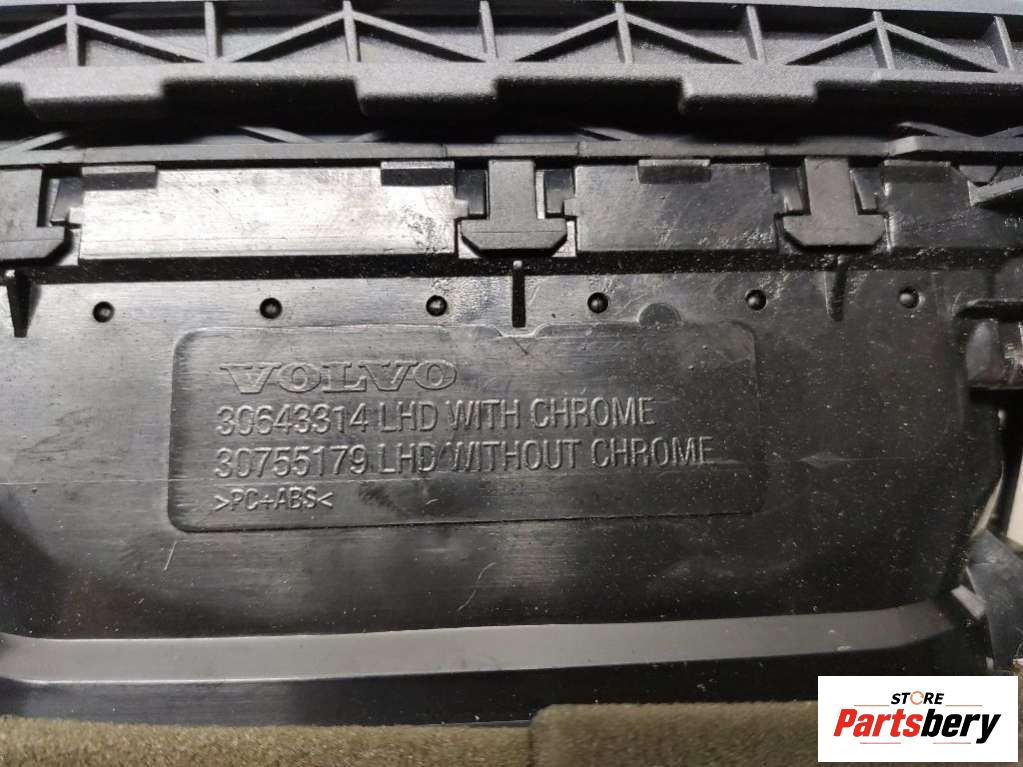 VOLVO
30643314 LHD WITH CHROME
30755179 LHD WITHOUT CHROME
>PC+ABS<
STORE
Partsbery